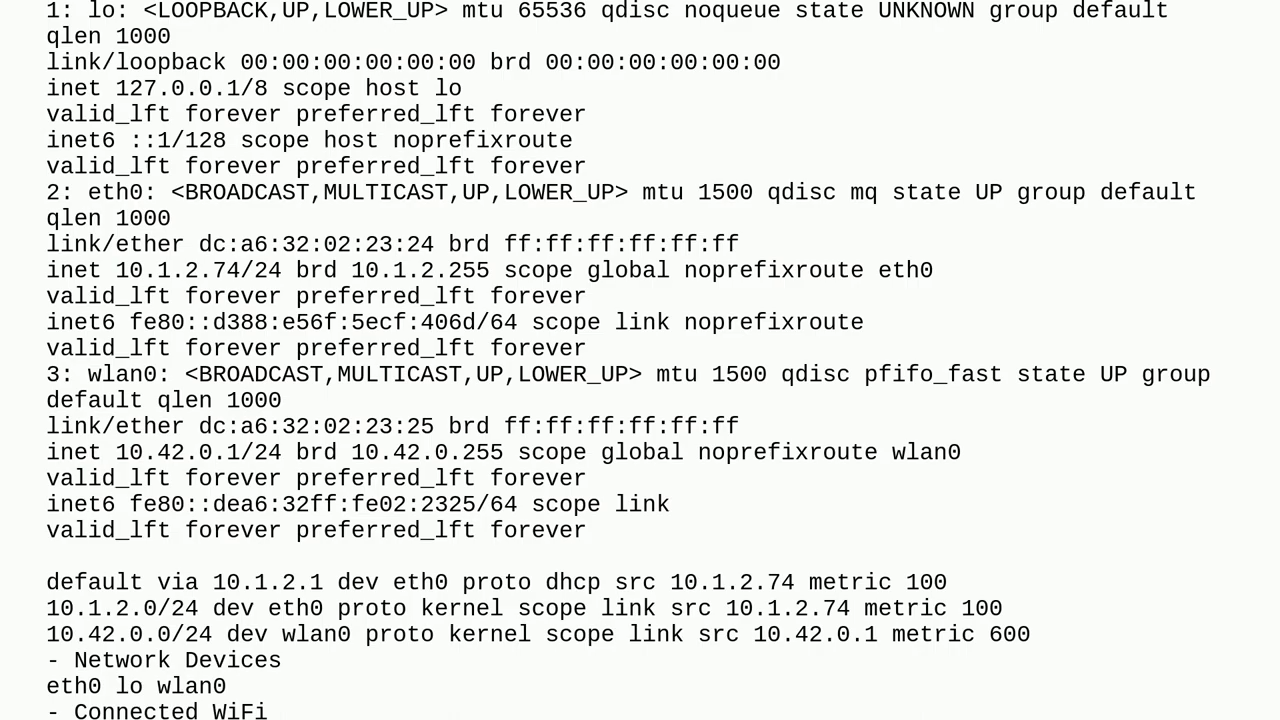 1: lo: <LOOPBACK,UP,LOWER_UP> mtu 65536 qdisc noqueue state UNKNOWN group default
qlen 1000
link/loopback 00:00:00:00:00:00 brd 00:00:00:00:00:00
inet 127.0.0.1/8 scope host lo
valid_lft forever preferred_lft forever
inet6 ::1/128 scope host noprefixroute
valid_lft forever preferred_lft forever
2: eth0: <BROADCAST,MULTICAST,UP,LOWER_UP> mtu 1500 qdisc mq state UP group default
qlen 1000
link/ether dc:a6:32:02:23:24 brd ff:ff:ff:ff:ff:ff
inet 10.1.2.74/24 brd 10.1.2.255 scope global noprefixroute eth0
valid_lft forever preferred_lft forever
inet6 fe80::d388:e56f:5ecf:406d/64 scope link noprefixroute
valid_lft forever preferred_lft forever
3: wlan0: <BROADCAST,MULTICAST,UP,LOWER_UP> mtu 1500 qdisc pfifo_fast state UP group
default qlen 1000
link/ether dc:a6:32:02:23:25 brd ff:ff:ff:ff:ff:ff
inet 10.42.0.1/24 brd 10.42.0.255 scope global noprefixroute wlan0
valid_lft forever preferred_lft forever
inet6 fe80::dea6:32ff:fe02:2325/64 scope link
valid_lft forever preferred_lft forever
default via 10.1.2.1 dev eth0 proto dhcp src 10.1.2.74 metric 100
10.1.2.0/24 dev eth0 proto kernel scope link src 10.1.2.74 metric 100
10.42.0.0/24 dev wlan0 proto kernel scope link src 10.42.0.1 metric 600
- Network Devices
eth0 lo wlan0
- Connected WiFi